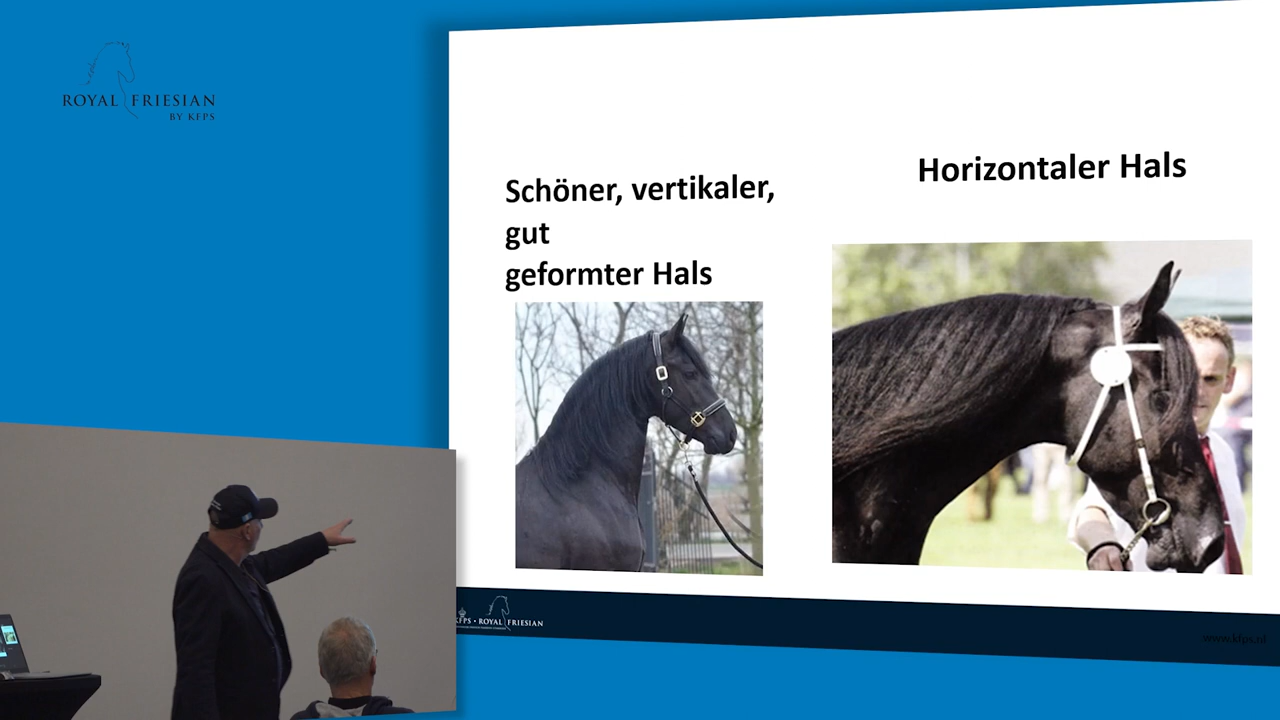 ROYAL FRIESIAN
BY KFPS
Schöner, vertikaler,
gut
geformter Hals
Horizontaler Hals
KFPS • ROYAL FRIESIAN
www.kfps.nl